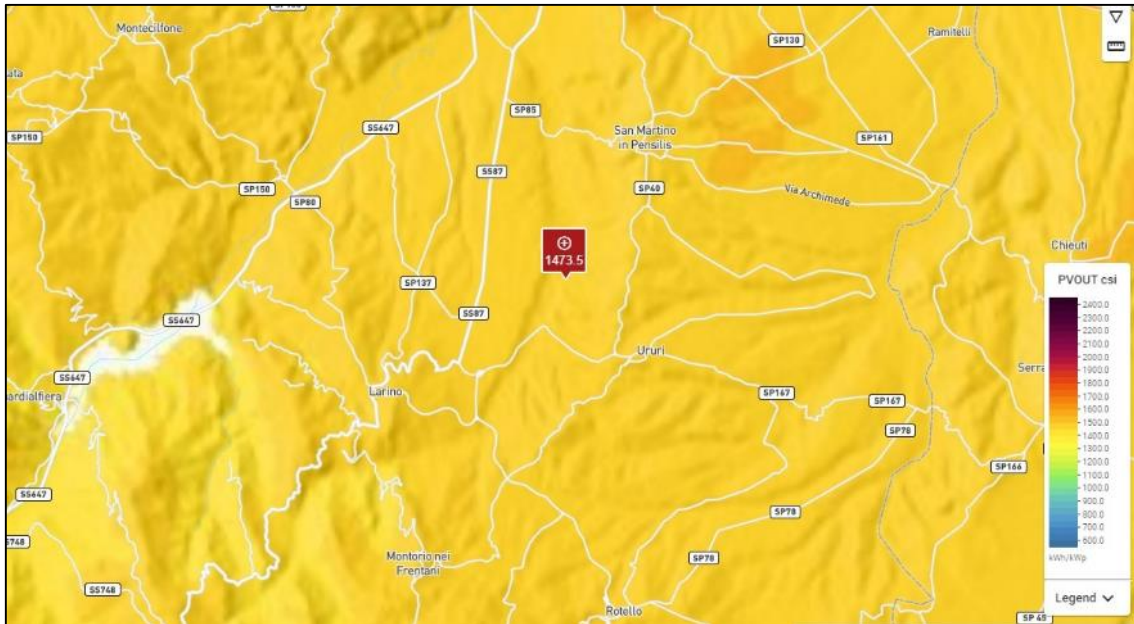 Montecilfone
SP130
Ramitelli
SP150
SS647
SP85
San Martino
in Pensilis
SP161
SP150
SP80
SS87
SP40
Via Archimede
Chieuti
1473.5
SP137
SS87
SS647
PVOUT csi
2400.0
2300.0
2200.0
2100.0
2000.0
1900.0
1800.0
1700.0
1600.0
1500.0
1400.0
1300.0
1200.0
1100.0
1000.0
900.0
800.0
700.0
600.0
kWh/kWp
Legend
SS647
Ururi
Serra
Larino
SP167
SP167
SP78
SP166
SS647
SP78
SP78
Montorio nei
Frentani
SS748
Rotello
SP 45